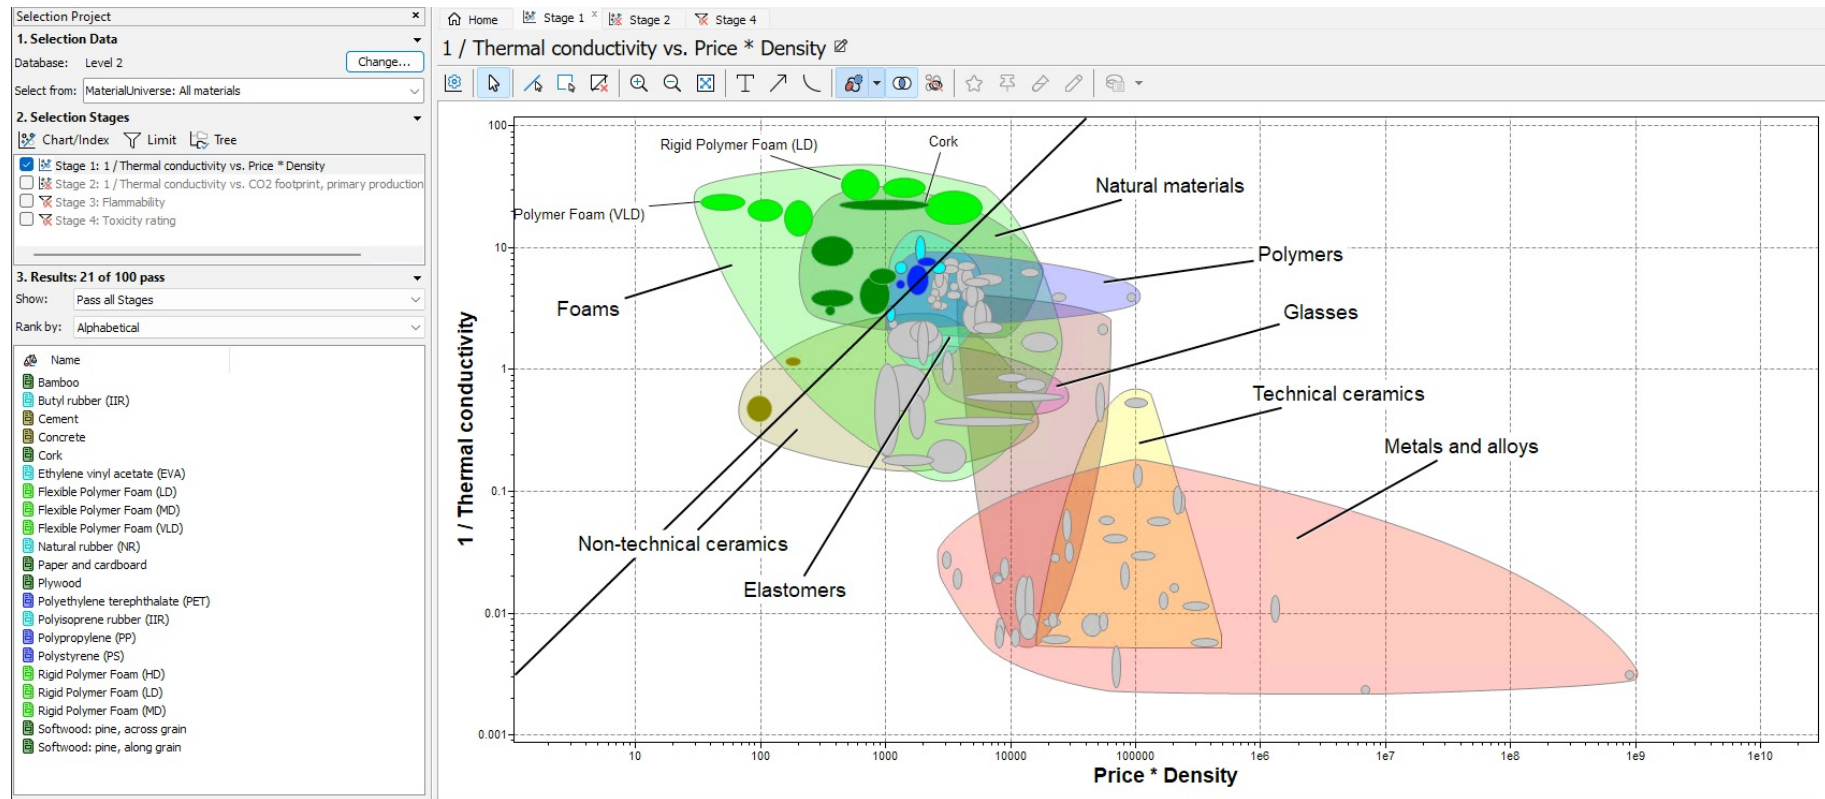 Selection Project
1. Selection Data
Database: Level 2
Change...
Select from: MaterialUniverse: All materials
2. Selection Stages
Chart/Index Limit Tree
Stage 1: 1 / Thermal conductivity vs. Price * Density
Stage 2: 1 / Thermal conductivity vs. CO2 footprint, primary production
Stage 3: Flammability
Stage 4: Toxicity rating
3. Results: 21 of 100 pass
Show: Pass all Stages
Rank by: Alphabetical
Name
Bamboo
Butyl rubber (IIR)
Cement
Concrete
Cork
Ethylene vinyl acetate (EVA)
Flexible Polymer Foam (LD)
Flexible Polymer Foam (MD)
Flexible Polymer Foam (VLD)
Natural rubber (NR)
Paper and cardboard
Plywood
Polyethylene terephthalate (PET)
Polyisoprene rubber (IIR)
Polypropylene (PP)
Polystyrene (PS)
Rigid Polymer Foam (HD)
Rigid Polymer Foam (LD)
Rigid Polymer Foam (MD)
Softwood: pine, across grain
Softwood: pine, along grain
Home Stage 1 Stage 2 Stage 4
1 / Thermal conductivity vs. Price * Density
1 / Thermal conductivity
100
10
1
0.1
0.01
0.001
Rigid Polymer Foam (LD)
Cork
Polymer Foam (VLD)
Natural materials
Polymers
Foams
Glasses
Technical ceramics
Metals and alloys
Non-technical ceramics
Elastomers
10 100 1000 10000 100000 1e6 1e7 1e8 1e9 1e10
Price * Density